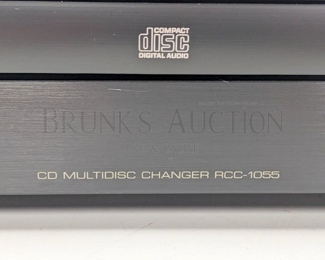 COMPACT
disc
DIGITAL AUDIO
BRUNK'S AUCTION
CD MULTIDISC CHANGER RCC-1055